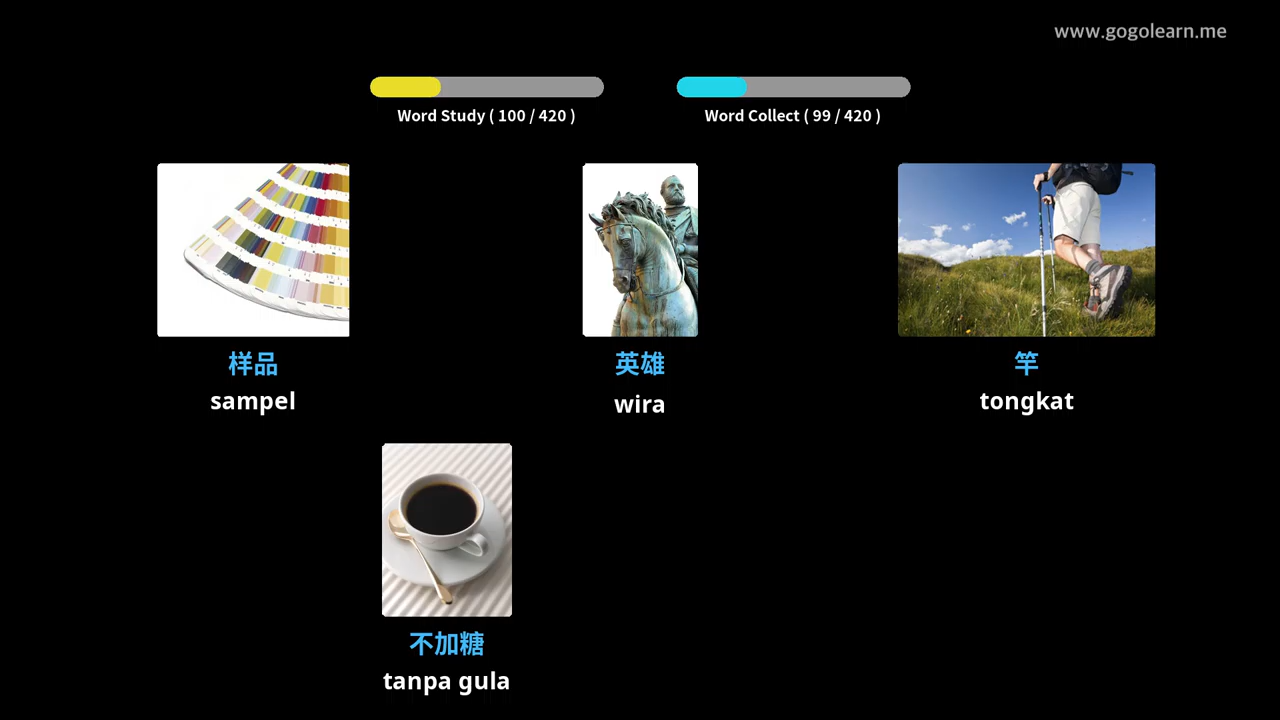 www.gogolearn.me
Word Study ( 100 / 420 )
Word Collect ( 99 / 420 )
样品
sampel
英雄
wira
竿
tongkat
不加糖
tanpa gula